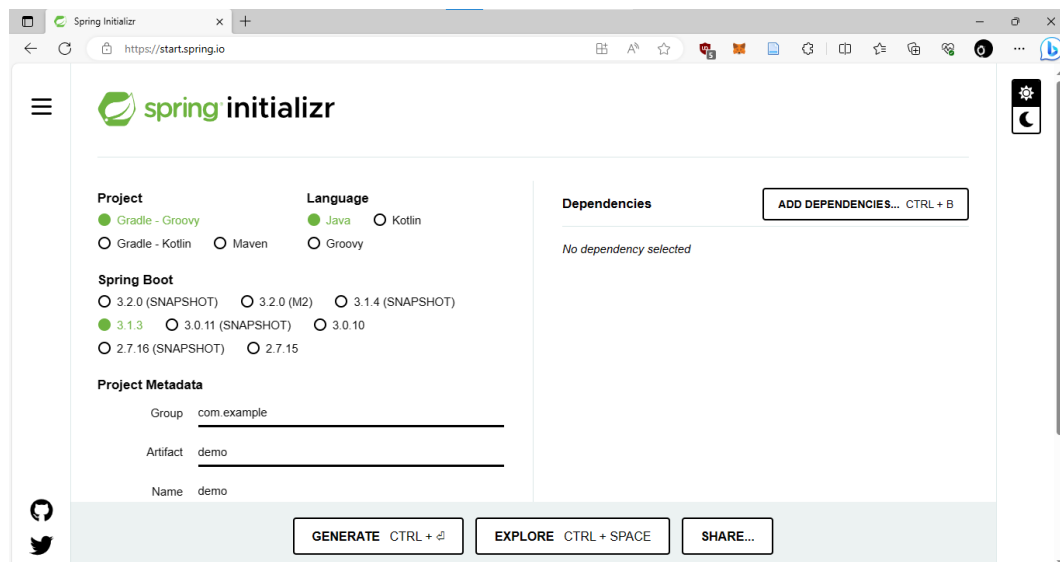 Spring Initializr
https://start.spring.io
5
spring initializr
Project
Gradle - Groovy
Gradle - Kotlin Maven
Language
Java Kotlin
Groovy
Spring Boot
3.2.0 (SNAPSHOT) 3.2.0 (M2) 3.1.4 (SNAPSHOT)
3.1.3 3.0.11 (SNAPSHOT) 3.0.10
2.7.16 (SNAPSHOT) 2.7.15
Project Metadata
Group com.example
Artifact demo
Name demo
Dependencies ADD DEPENDENCIES... CTRL + B
No dependency selected
GENERATE CTRL + ⏎ EXPLORE CTRL + SPACE SHARE...